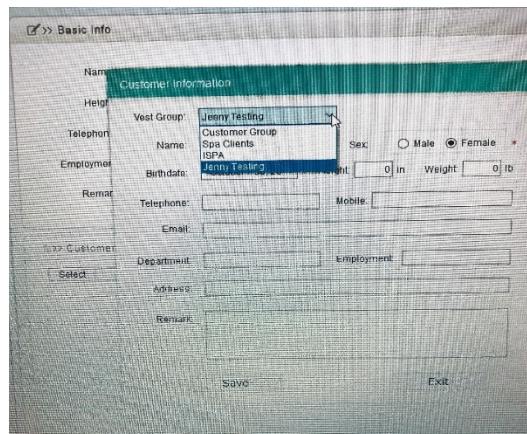 >> Basic Info
Nam
Customer Information
Heigh
Vest Group: Jenny Testing
Customer Group
Spa Clients
ISPA
Jenny Testing
Telephon
Name:
Sex: Male Female *
Employmen
Birthdate:
0 in Weight: 0 lb
Remar
Telephone:
Mobile:
Email:
>> Customer
Department:
Employment:
Select
Address:
Remark:
Save Exit